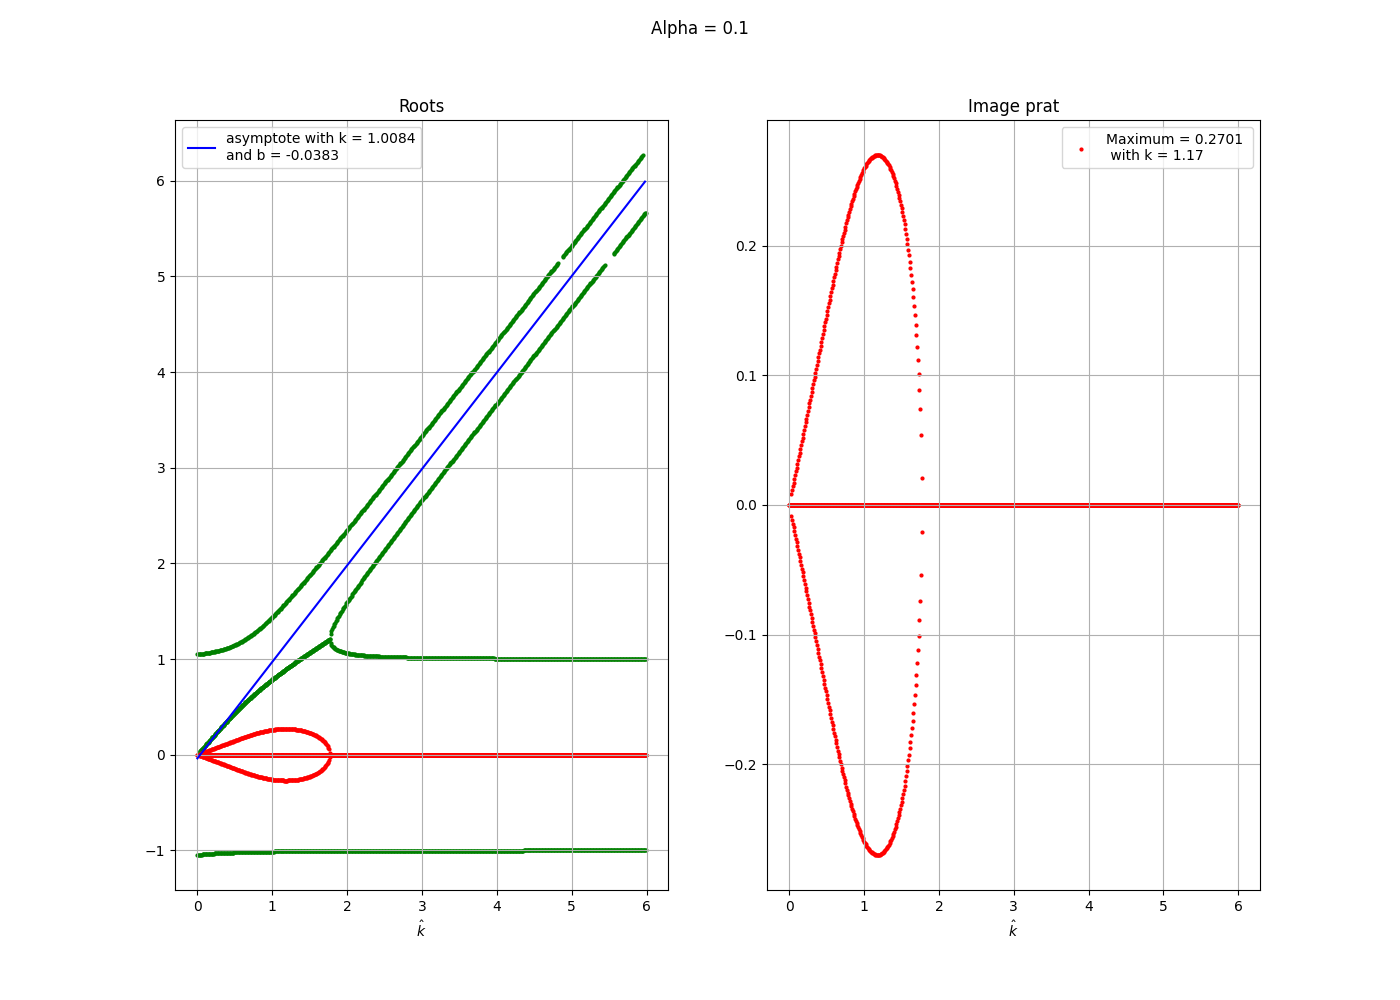 Alpha = 0.1
Roots
asymptote with k = 1.0084
and b = -0.0383
6
5
4
3
2
1
0
−1
0 1 2 3 4 5 6
k̂
Image prat
Maximum = 0.2701
with k = 1.17
0.2
0.1
0.0
−0.1
−0.2
0 1 2 3 4 5 6
k̂